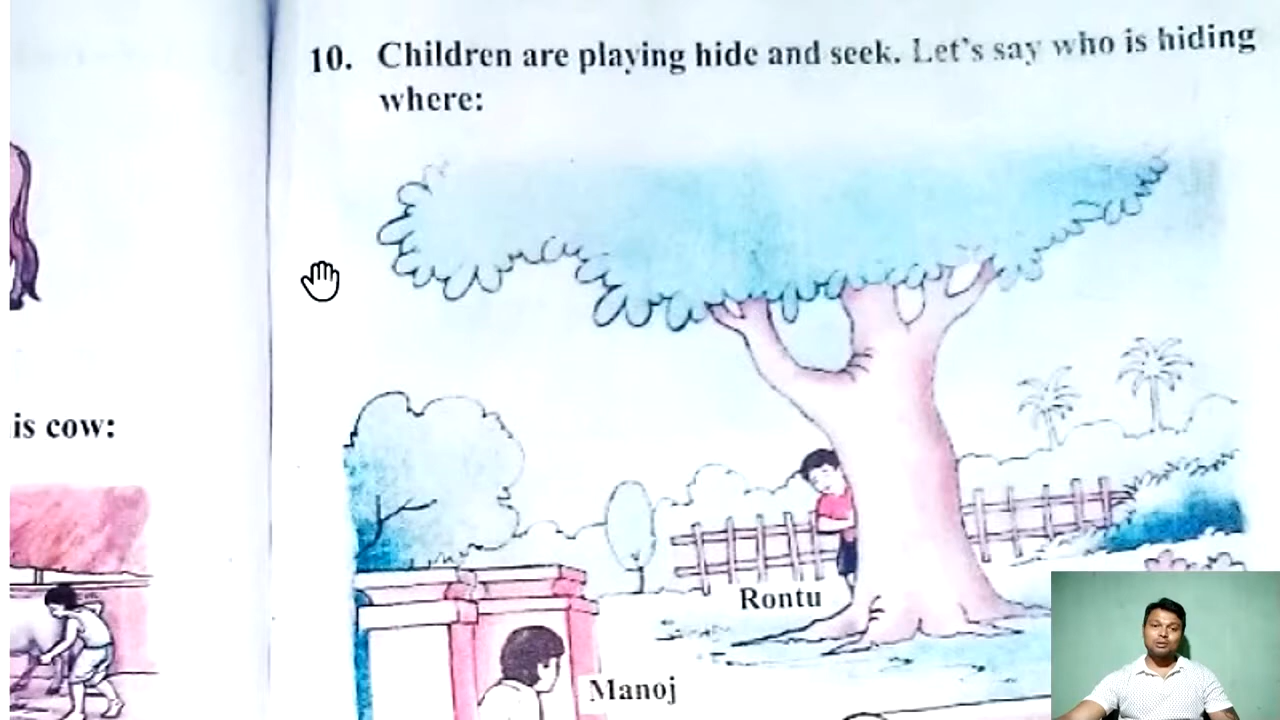 10. Children are playing hide and seek. Let's say who is hiding
where:
is cow:
Rontu
Manoj